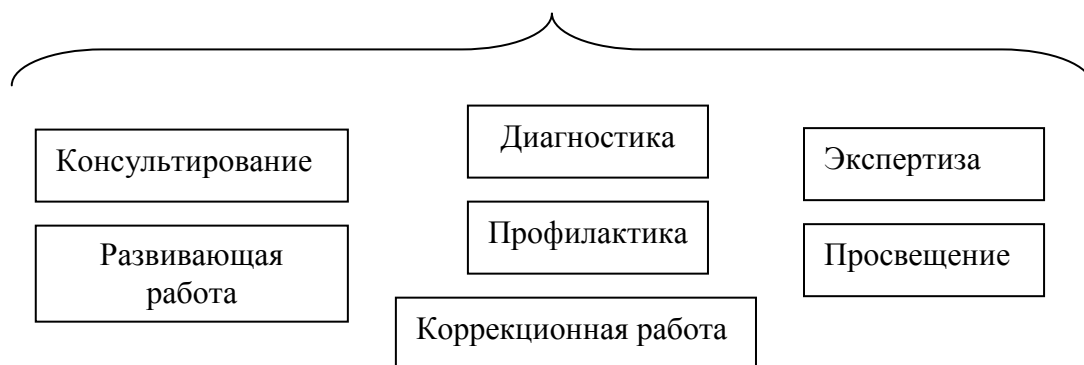 Консультирование
Диагностика
Экспертиза
Развивающая
работа
Профилактика
Просвещение
Коррекционная работа